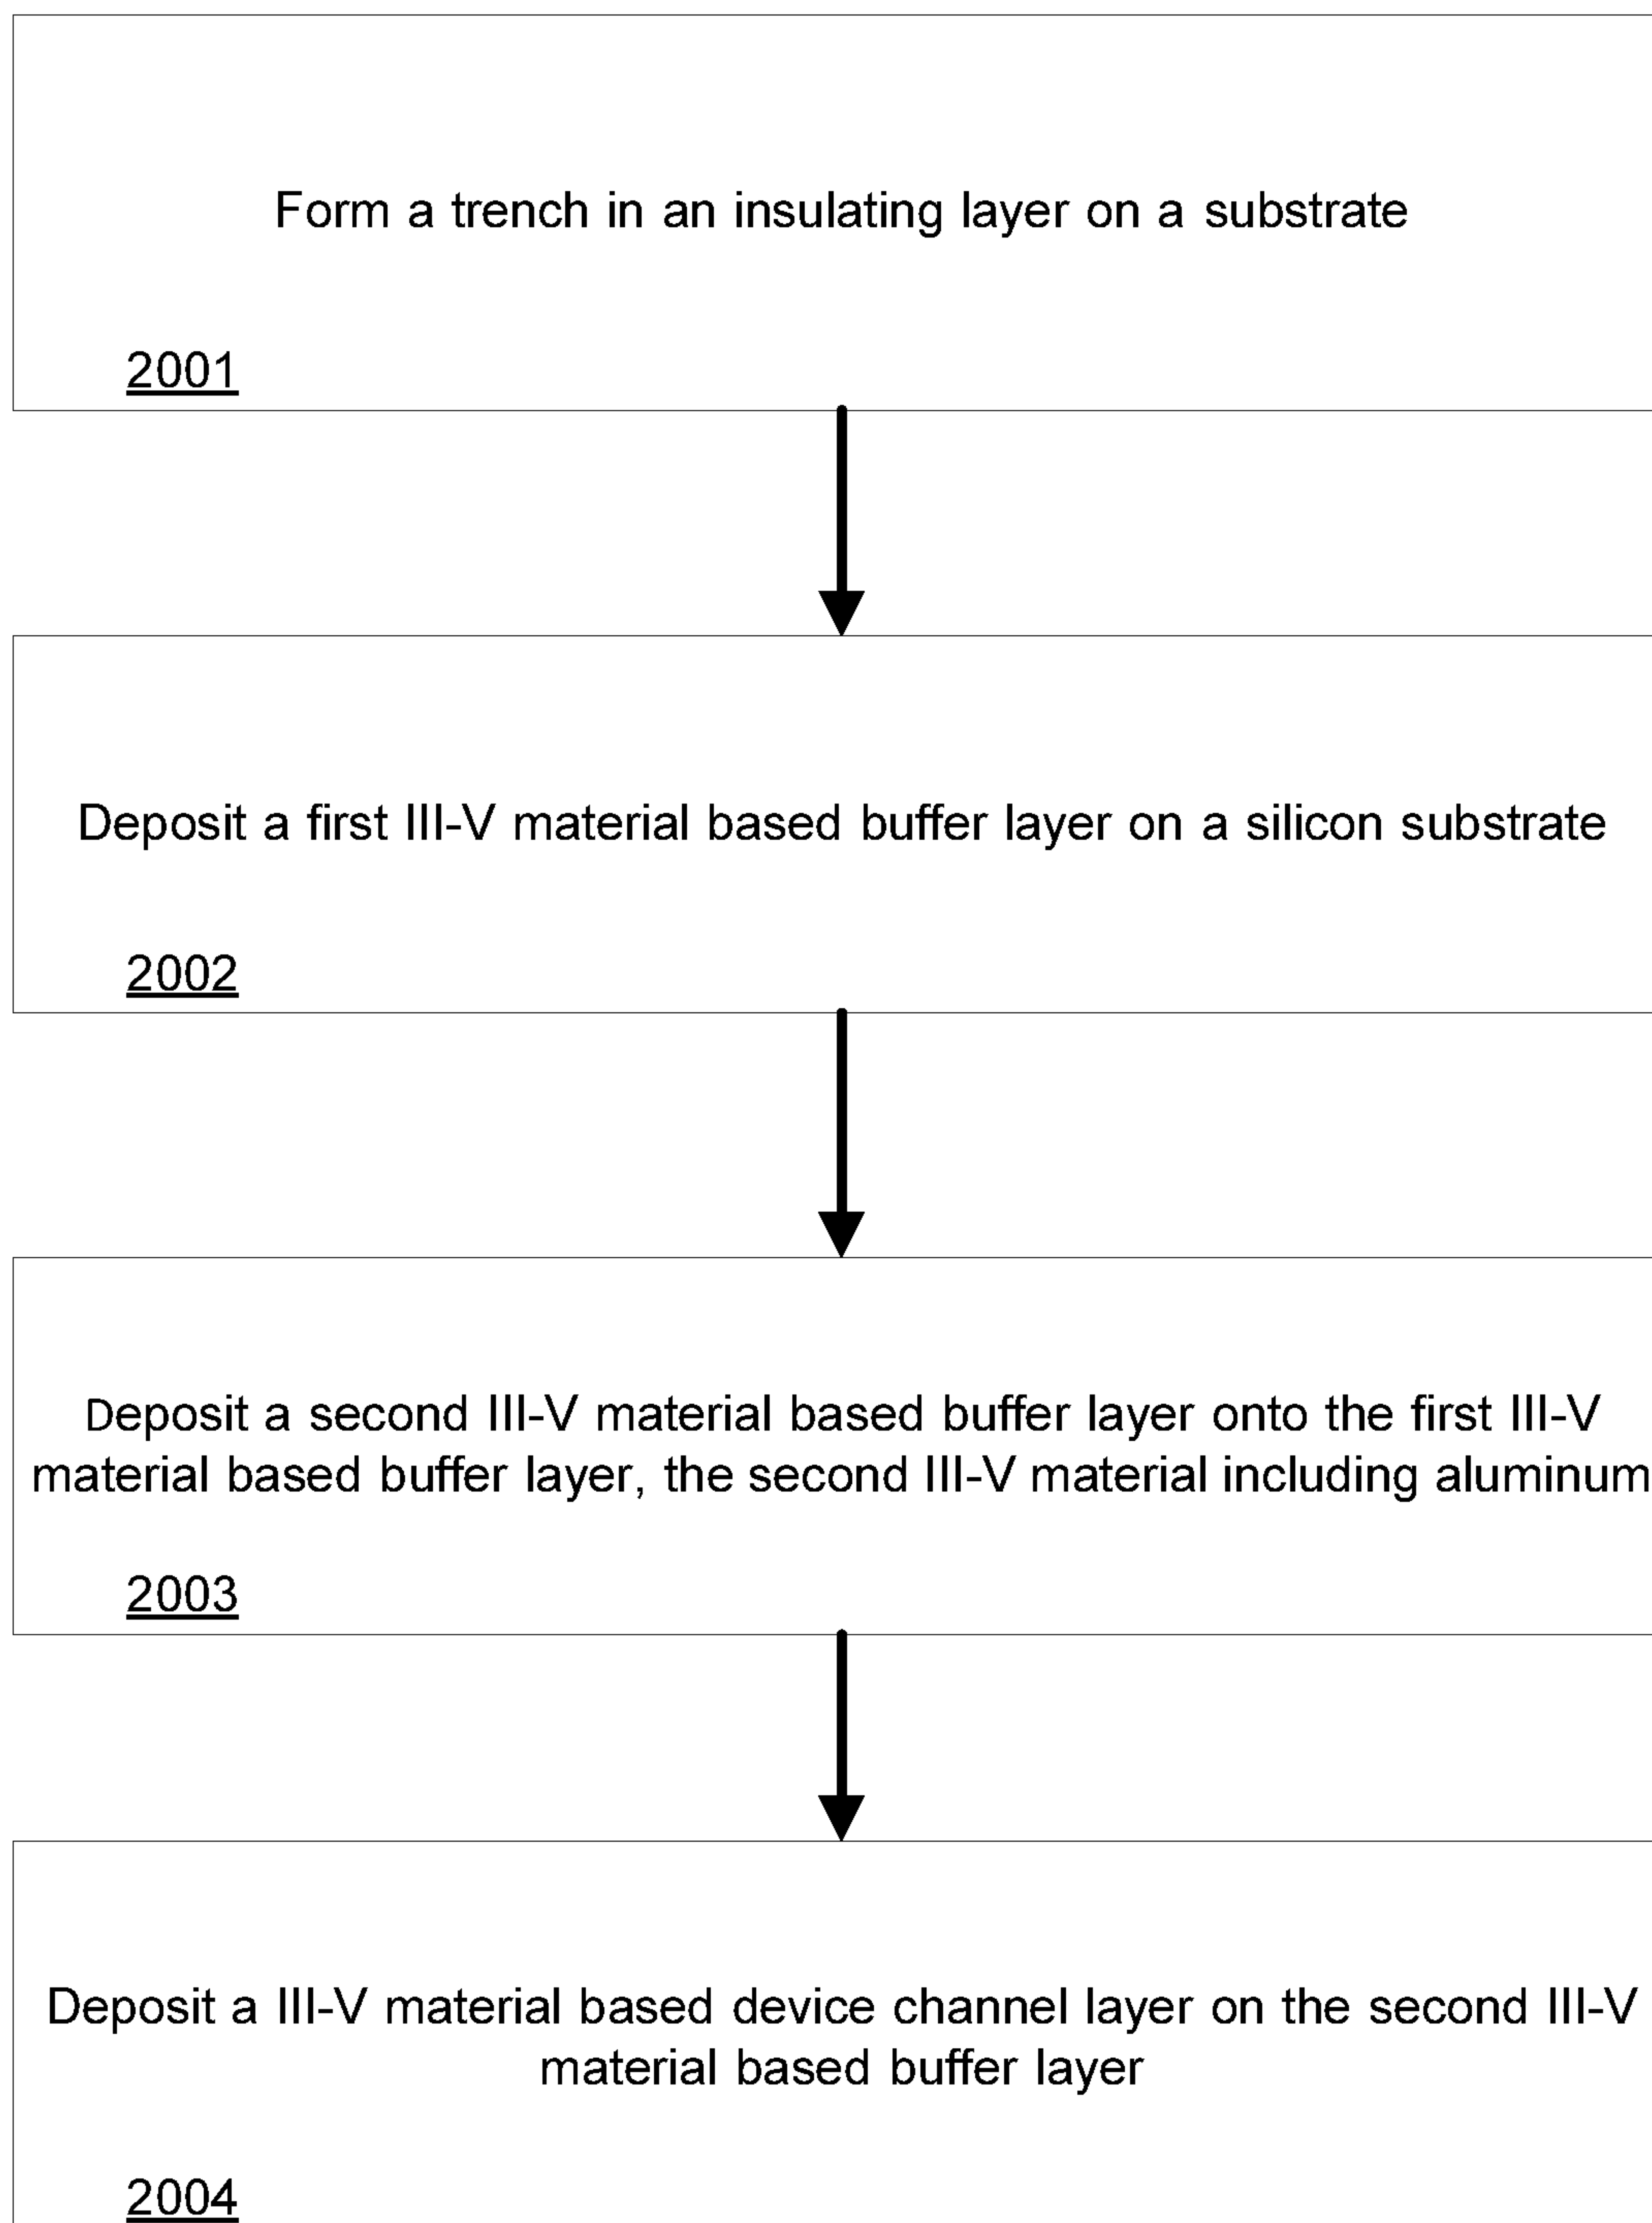 Form a trench in an insulating layer on a substrate
2001
Deposit a first III-V material based buffer layer on a silicon substrate
2002
Deposit a second III-V material based buffer layer onto the first III-V
material based buffer layer, the second III-V material including aluminum
2003
Deposit a III-V material based device channel layer on the second III-V
material based buffer layer
2004